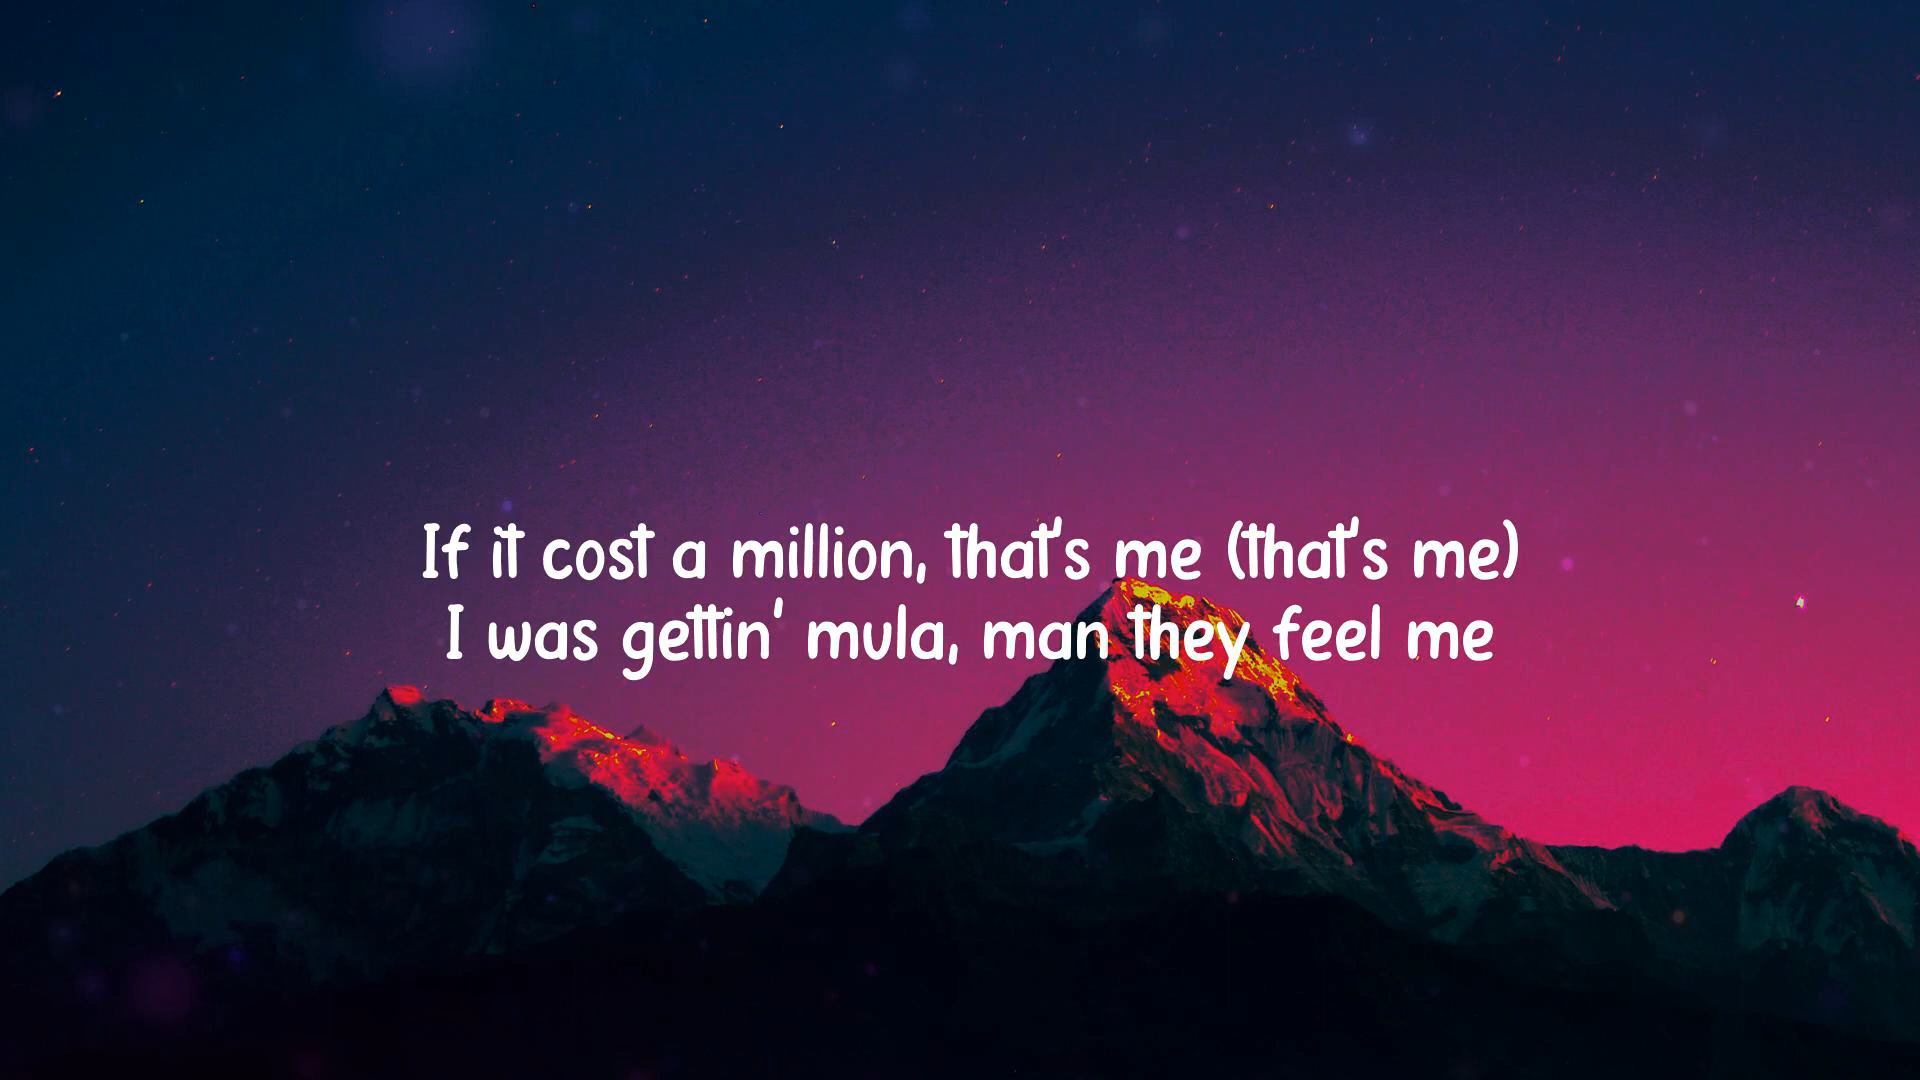 If it cost a million, that's me (that's me)
I was gettin' mula, man they feel me